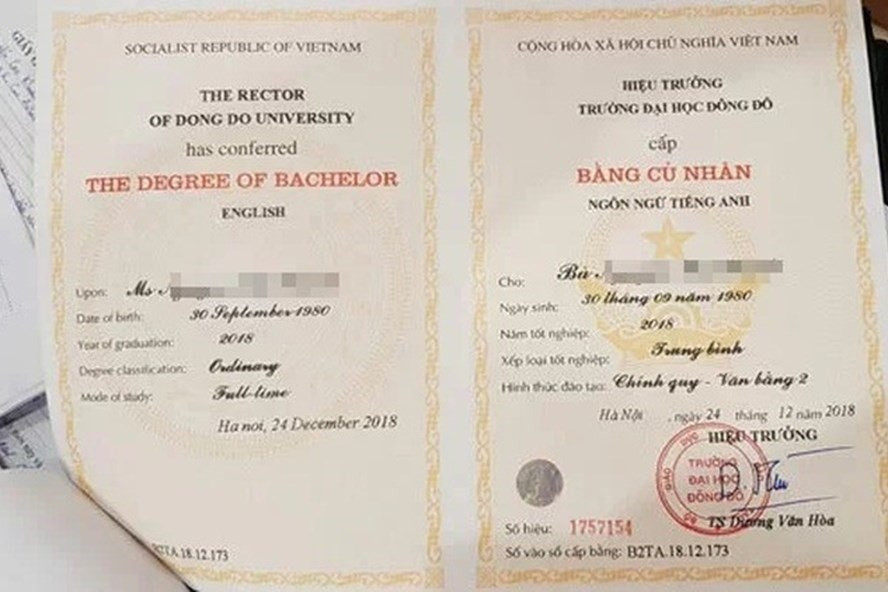 SOCIALIST REPUBLIC OF VIETNAM
THE RECTOR
OF DONG DO UNIVERSITY
has conferred
THE DEGREE OF BACHELOR
ENGLISH
Upon: Ms
Date of birth: 30 September 1980
Year of graduation: 2018
Degree classification: Ordinary
Mode of study: Full-time
Ha noi, 24 December 2018
B2TA.18.12.173
CỘNG HÒA XÃ HỘI CHỦ NGHĨA VIỆT NAM
HIỆU TRƯỞNG
TRƯỜNG ĐẠI HỌC ĐÔNG ĐÔ
cấp
BẰNG CỬ NHÂN
NGÔN NGỮ TIẾNG ANH
Cho: Bà
Ngày sinh: 30 tháng 09 năm 1980
Năm tốt nghiệp: 2018
Xếp loại tốt nghiệp: Trung bình
Hình thức đào tạo: Chính quy - Văn bằng 2
Hà Nội , ngày 24 tháng 12 năm 2018
HIỆU TRƯỞNG
TRƯỜNG
ĐẠI HỌC
ĐÔNG ĐÔ
TS Dương Văn Hòa
Số hiệu: 1757154
Số vào sổ cấp bằng: B2TA.18.12.173